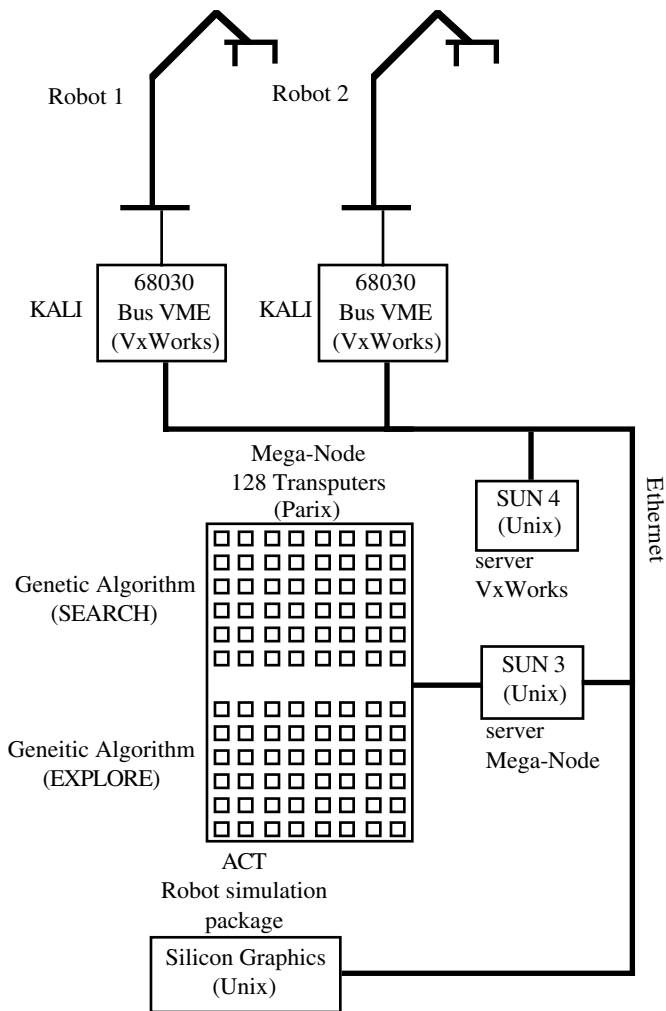 Robot 1
Robot 2
KALI
68030
Bus VME
(VxWorks)
KALI
68030
Bus VME
(VxWorks)
Mega-Node
128 Transputers
(Parix)
Ethernet
SUN 4
(Unix)
server
VxWorks
Genetic Algorithm
(SEARCH)
SUN 3
(Unix)
server
Mega-Node
Geneitic Algorithm
(EXPLORE)
ACT
Robot simulation
package
Silicon Graphics
(Unix)